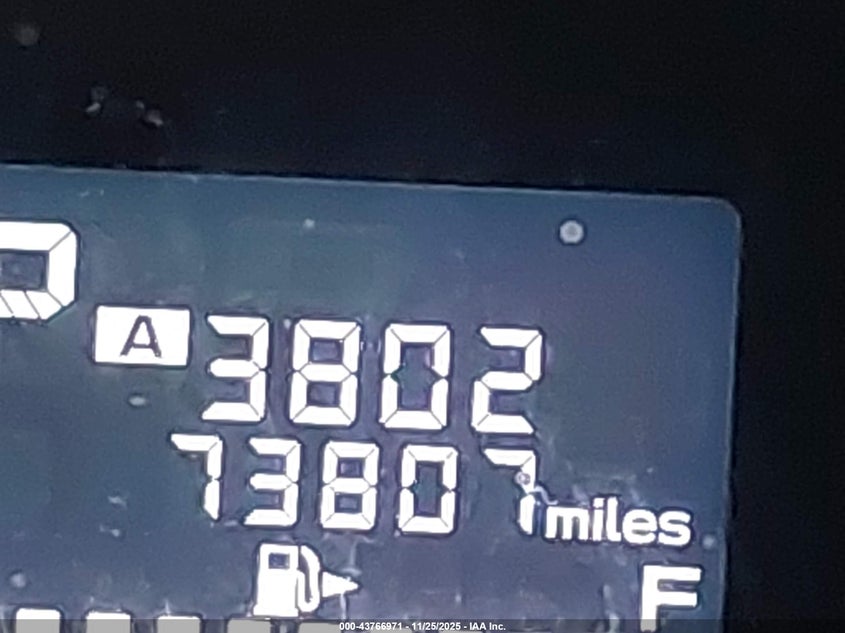 A 3802
73807 miles
F
000-43766971 - 11/25/2025 - IAA Inc.